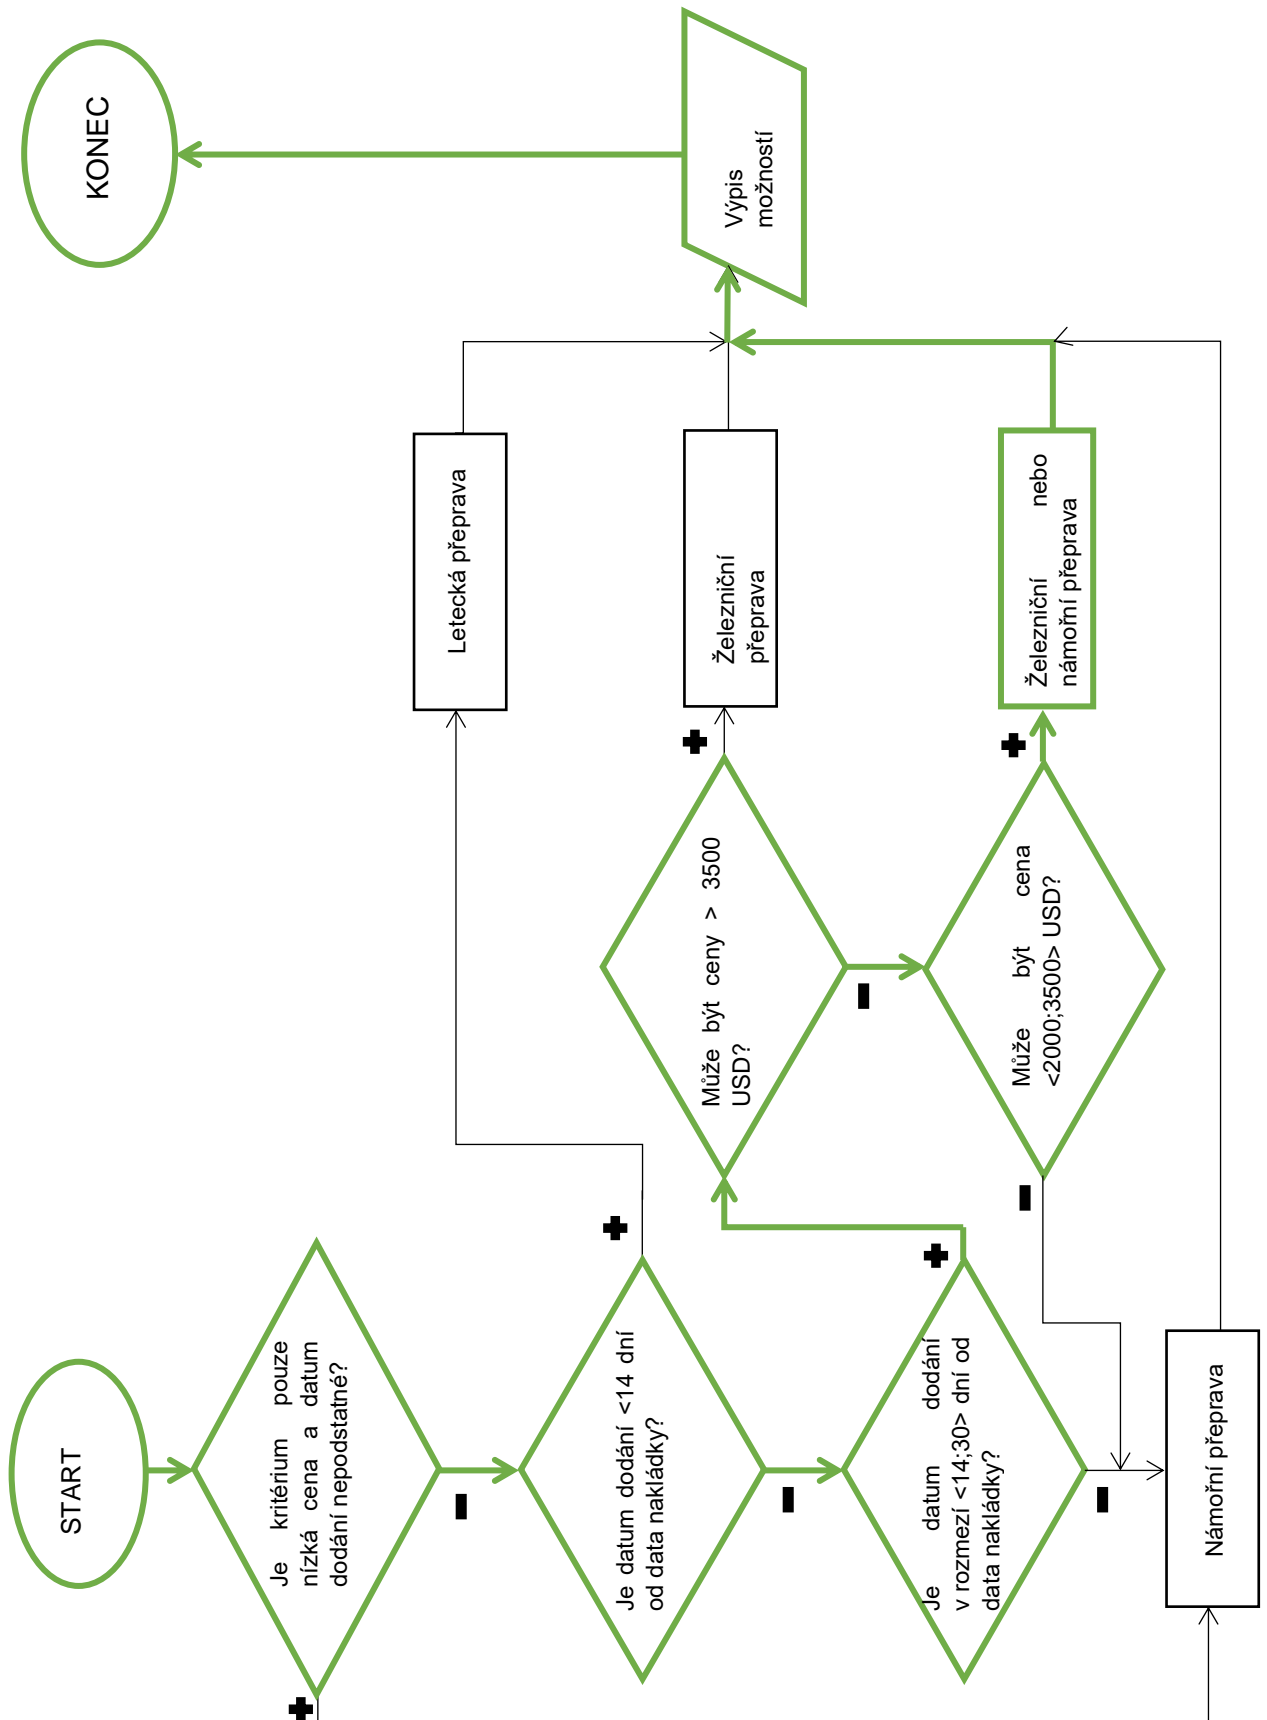 START
Je kritérium pouze
nízká cena a datum
dodání nepodstatné?
+
-
Je datum dodání <14 dní
od data nakládky?
+
-
Je datum dodání
v rozmezí <14;30> dní od
data nakládky?
+
-
Námořní přeprava
Může být ceny > 3500
USD?
+
-
Může být cena
<2000;3500> USD?
+
-
Letecká přeprava
Železniční
přeprava
Železniční nebo
námořní přeprava
Výpis
možností
KONEC